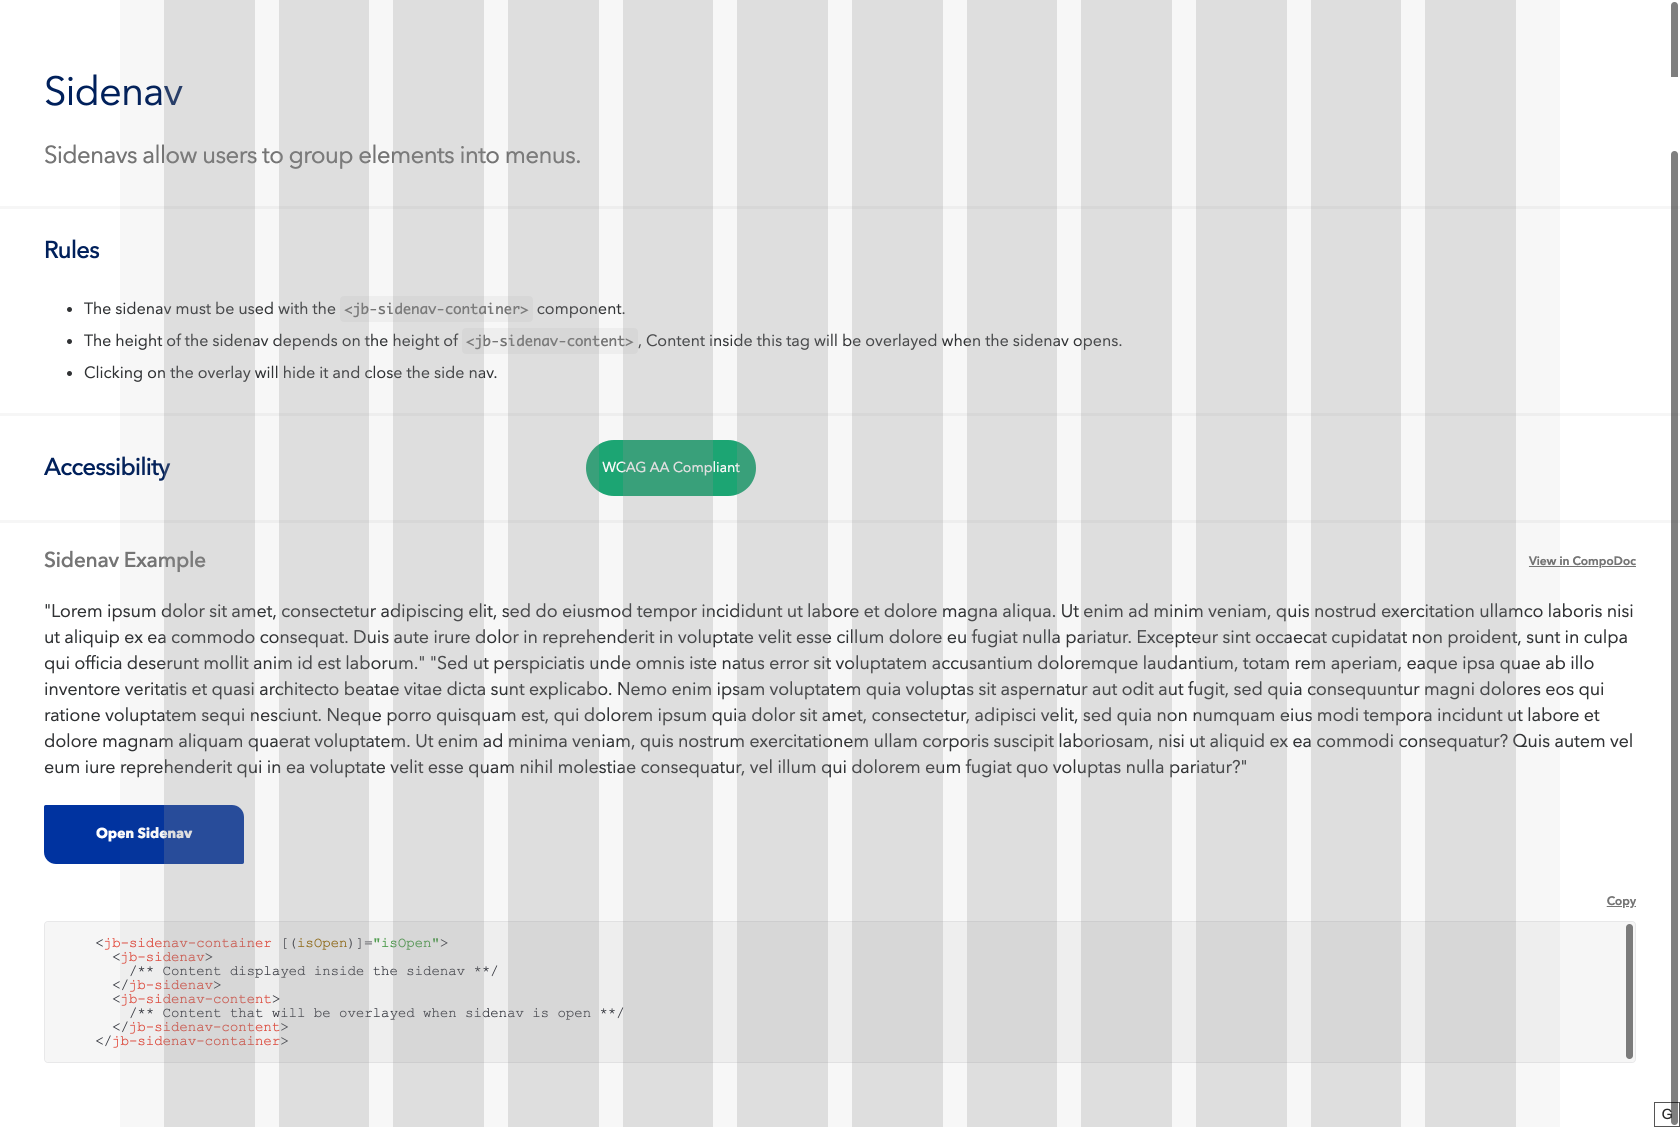 Sidenav
Sidenavs allow users to group elements into menus.
Rules
• The sidenav must be used with the <jb-sidenav-container> component.
• The height of the sidenav depends on the height of <jb-sidenav-content>, Content inside this tag will be overlayed when the sidenav opens.
• Clicking on the overlay will hide it and close the side nav.
Accessibility
WCAG AA Compliant
Sidenav Example
View in CompoDoc
"Lorem ipsum dolor sit amet, consectetur adipiscing elit, sed do eiusmod tempor incididunt ut labore et dolore magna aliqua. Ut enim ad minim veniam, quis nostrud exercitation ullamco laboris nisi
ut aliquip ex ea commodo consequat. Duis aute irure dolor in reprehenderit in voluptate velit esse cillum dolore eu fugiat nulla pariatur. Excepteur sint occaecat cupidatat non proident, sunt in culpa
qui officia deserunt mollit anim id est laborum." "Sed ut perspiciatis unde omnis iste natus error sit voluptatem accusantium doloremque laudantium, totam rem aperiam, eaque ipsa quae ab illo
inventore veritatis et quasi architecto beatae vitae dicta sunt explicabo. Nemo enim ipsam voluptatem quia voluptas sit aspernatur aut odit aut fugit, sed quia consequuntur magni dolores eos qui
ratione voluptatem sequi nesciunt. Neque porro quisquam est, qui dolorem ipsum quia dolor sit amet, consectetur, adipisci velit, sed quia non numquam eius modi tempora incidunt ut labore et
dolore magnam aliquam quaerat voluptatem. Ut enim ad minima veniam, quis nostrum exercitationem ullam corporis suscipit laboriosam, nisi ut aliquid ex ea commodi consequatur? Quis autem vel
eum iure reprehenderit qui in ea voluptate velit esse quam nihil molestiae consequatur, vel illum qui dolorem eum fugiat quo voluptas nulla pariatur?"
Open Sidenav
Copy
<jb-sidenav-container [(isOpen)]="isOpen">
  <jb-sidenav>
    /** Content displayed inside the sidenav **/
  </jb-sidenav>
  <jb-sidenav-content>
    /** Content that will be overlayed when sidenav is open **/
  </jb-sidenav-content>
</jb-sidenav-container>
G